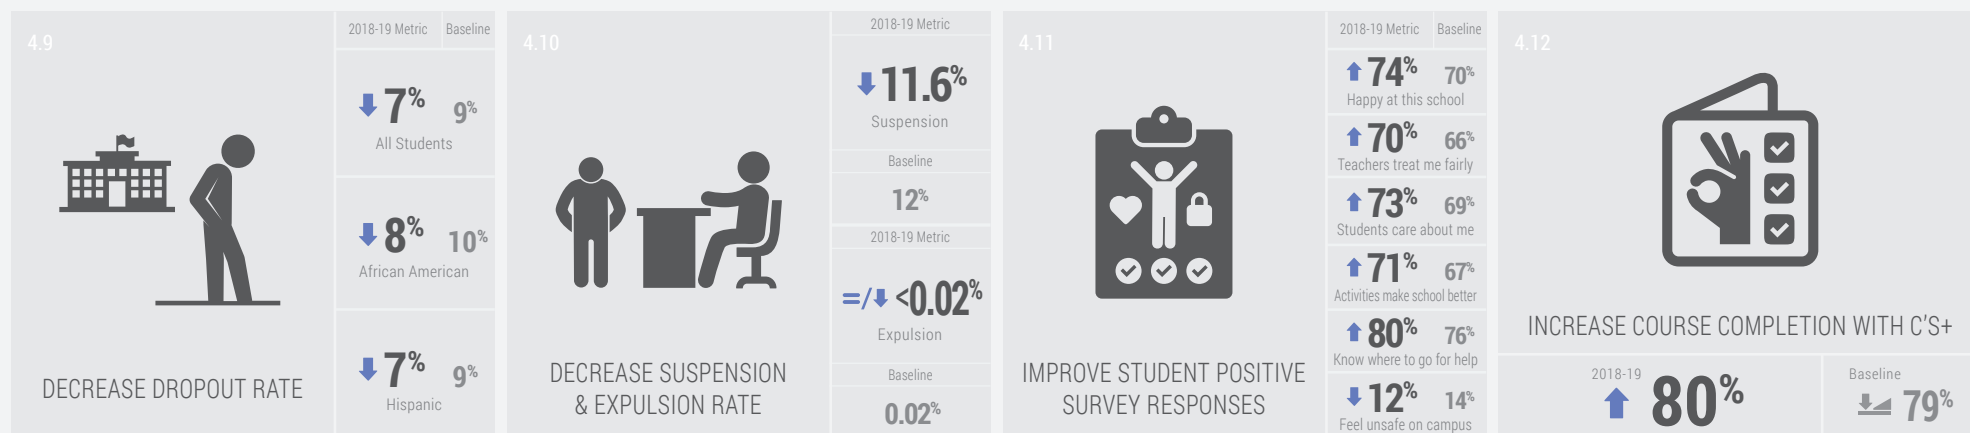 4.9
2018-19 Metric Baseline
7% 9%
All Students
8% 10%
African American
7% 9%
Hispanic
DECREASE DROPOUT RATE
4.10
2018-19 Metric
11.6%
Suspension
Baseline
12%
2018-19 Metric
=/ <0.02%
Expulsion
Baseline
0.02%
DECREASE SUSPENSION
& EXPULSION RATE
4.11
2018-19 Metric Baseline
74% 70%
Happy at this school
70% 66%
Teachers treat me fairly
73% 69%
Students care about me
71% 67%
Activities make school better
80% 76%
Know where to go for help
12% 14%
Feel unsafe on campus
IMPROVE STUDENT POSITIVE
SURVEY RESPONSES
4.12
INCREASE COURSE COMPLETION WITH C'S+
2018-19
80%
Baseline
79%